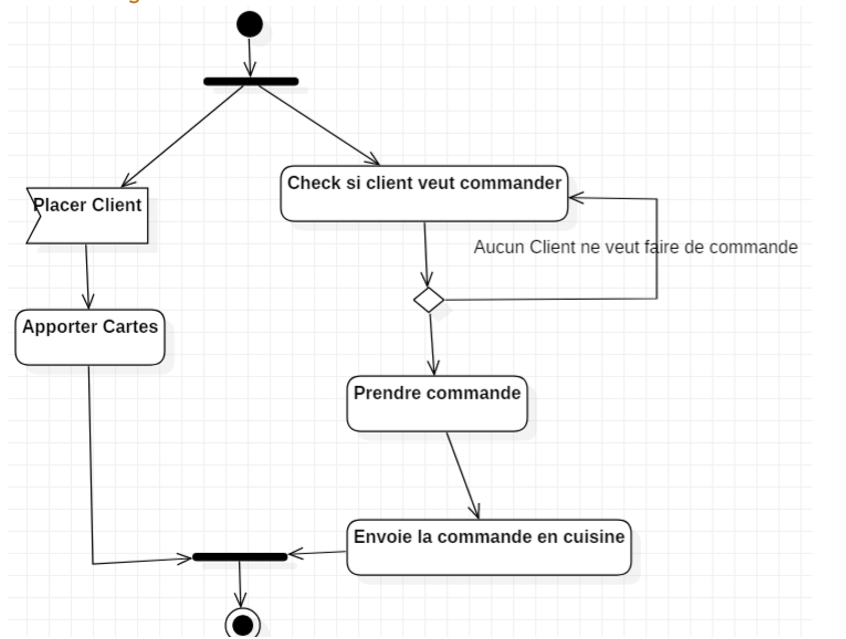 Placer Client
Check si client veut commander
Aucun Client ne veut faire de commande
Apporter Cartes
Prendre commande
Envoie la commande en cuisine